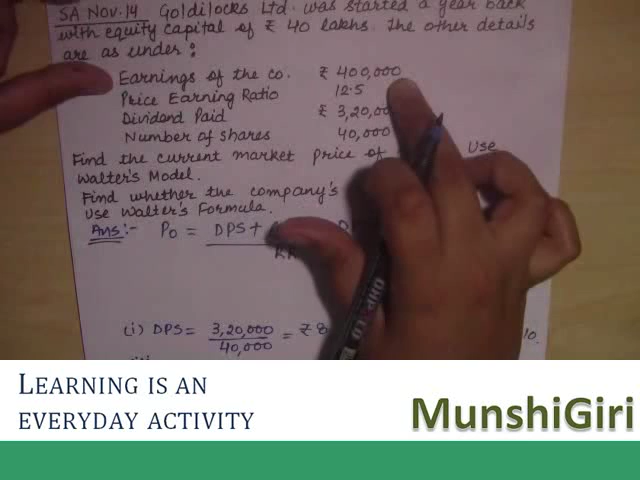 SA NOV.14 Goldilocks Ltd. was started a year back
with equity capital of ₹ 40 lakhs. The other details
are as under:
Earnings of the co. ₹ 400,000
Price Earning Ratio 12.5
Dividend Paid ₹ 3,20,00
Number of shares 40,000
Find the current market price of Use
Walter's Model.
Find whether the company's
Use Walter's Formula.
Ans:- P₀ = DPS +
(i) DPS = 3,20,000 / 40,000 = ₹ 8 10.
LEARNING IS AN
EVERYDAY ACTIVITY
MunshiGiri